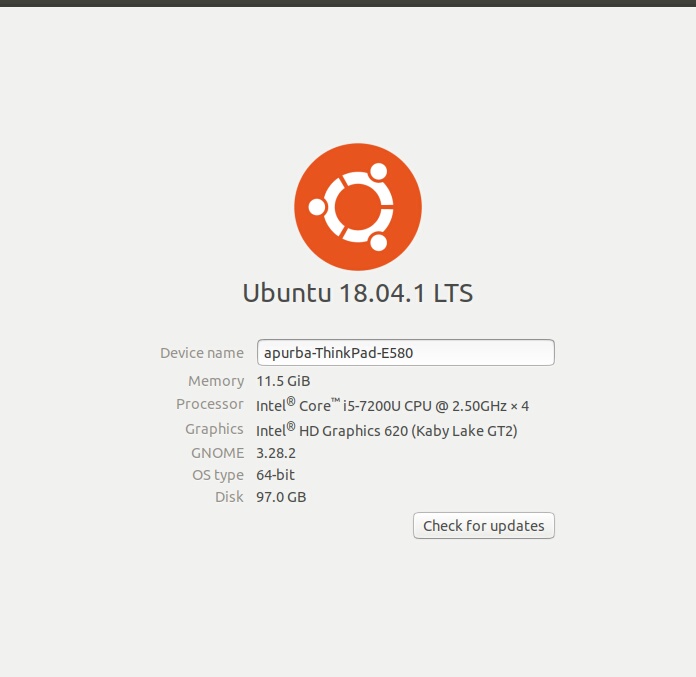 Ubuntu 18.04.1 LTS
Device name apurba-ThinkPad-E580
Memory 11.5 GiB
Processor Intel® Core™ i5-7200U CPU @ 2.50GHz × 4
Graphics Intel® HD Graphics 620 (Kaby Lake GT2)
GNOME 3.28.2
OS type 64-bit
Disk 97.0 GB
Check for updates